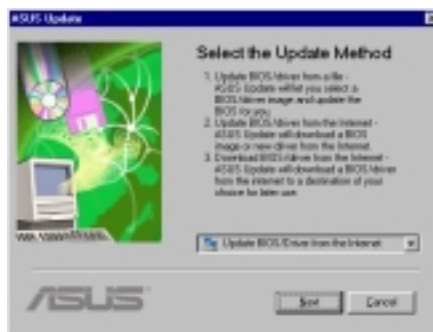 ASUS Update
Select the Update Method
1. Update BIOS/driver from a file -
ASUS Update will let you select a
BIOS/driver image and update the
BIOS for you.
2. Update BIOS/driver from the Internet -
ASUS Update will download a BIOS
image or new driver from the Internet.
3. Download BIOS/driver from the Internet -
ASUS Update will download a BIOS/driver
from the internet to a destination of your
choice for later use.
Update BIOS/Driver from the Internet
ASUS
Next
Cancel